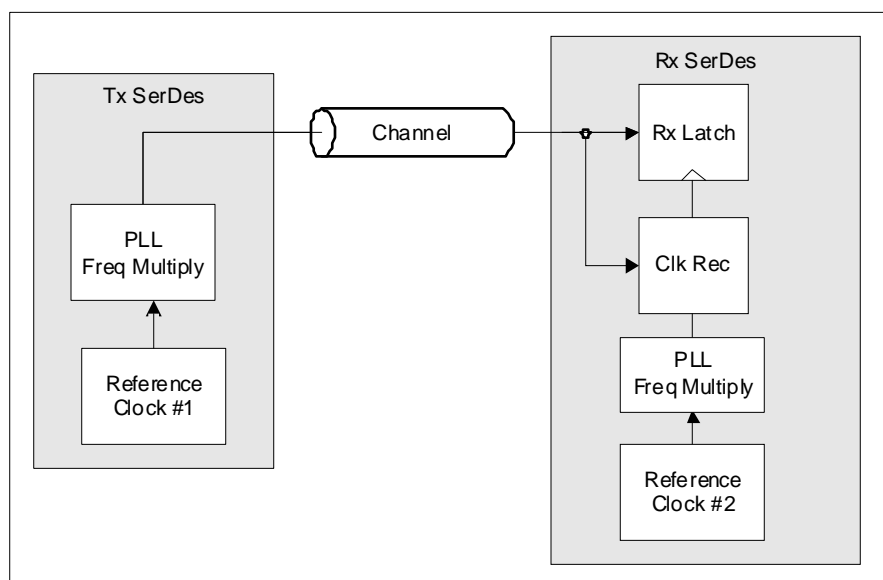 Tx SerDes
PLL
Freq Multiply
Reference
Clock #1
Channel
Rx SerDes
Rx Latch
Clk Rec
PLL
Freq Multiply
Reference
Clock #2